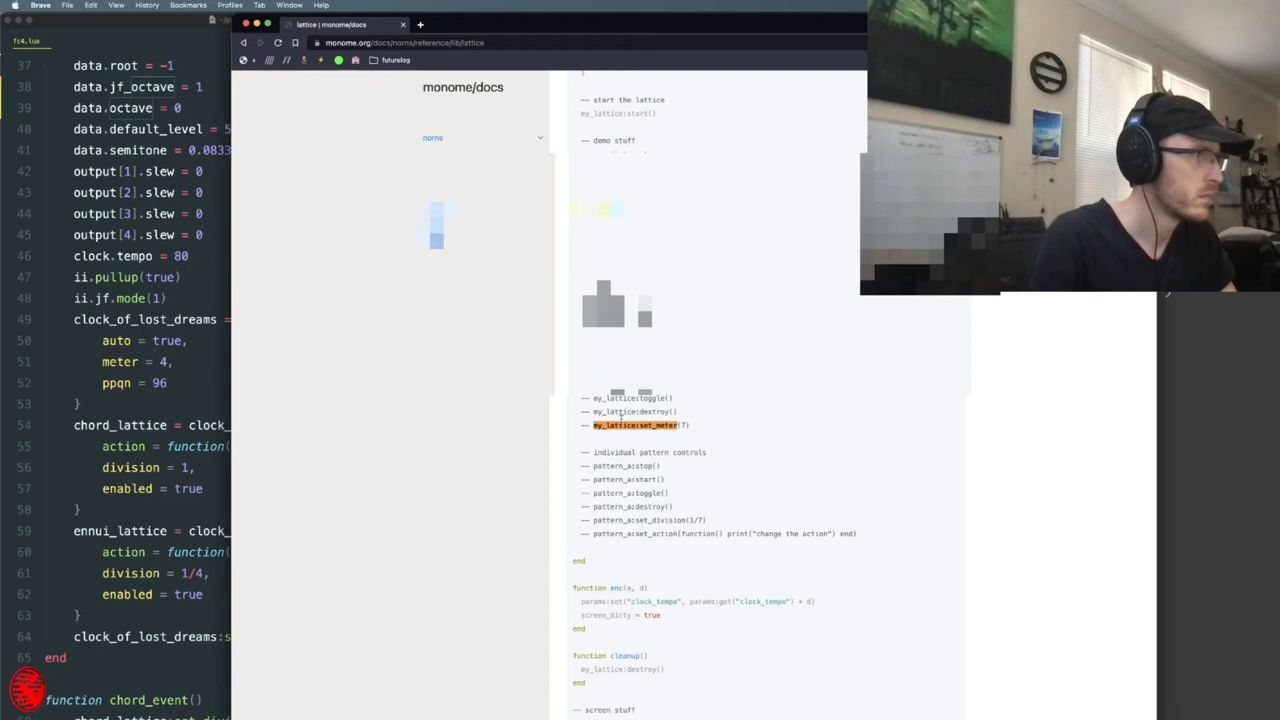 Brave File Edit View History Bookmarks Profiles Tab Window Help
fc4.lua
37 data.root = -1
38 data.jf_octave = 1
39 data.octave = 0
40 data.default_level = 5
41 data.semitone = 0.0833
42 output[1].slew = 0
43 output[2].slew = 0
44 output[3].slew = 0
45 output[4].slew = 0
46 clock.tempo = 80
47 ii.pullup(true)
48 ii.jf.mode(1)
49 clock_of_lost_dreams =
50 auto = true,
51 meter = 4,
52 ppqn = 96
53 }
54 chord_lattice = clock_
55 action = function(
56 division = 1,
57 enabled = true
58 }
59 ennui_lattice = clock_
60 action = function(
61 division = 1/4,
62 enabled = true
63 }
64 clock_of_lost_dreams:s
65 end
function chord_event()
lattice | monome/docs
monome.org/docs/norns/reference/lib/lattice
futurelog
monome/docs
norns
}
-- start the lattice
my_lattice:start()
-- demo stuff
-- my_lattice:toggle()
-- my_lattice:destroy()
-- my_lattice:set_meter(7)
-- individual pattern controls
-- pattern_a:stop()
-- pattern_a:start()
-- pattern_a:toggle()
-- pattern_a:destroy()
-- pattern_a:set_division(1/7)
-- pattern_a:set_action(function() print("change the action") end)
end
function enc(e, d)
params:set("clock_tempo", params:get("clock_tempo") + d)
screen_dirty = true
end
function cleanup()
my_lattice:destroy()
end
-- screen stuff